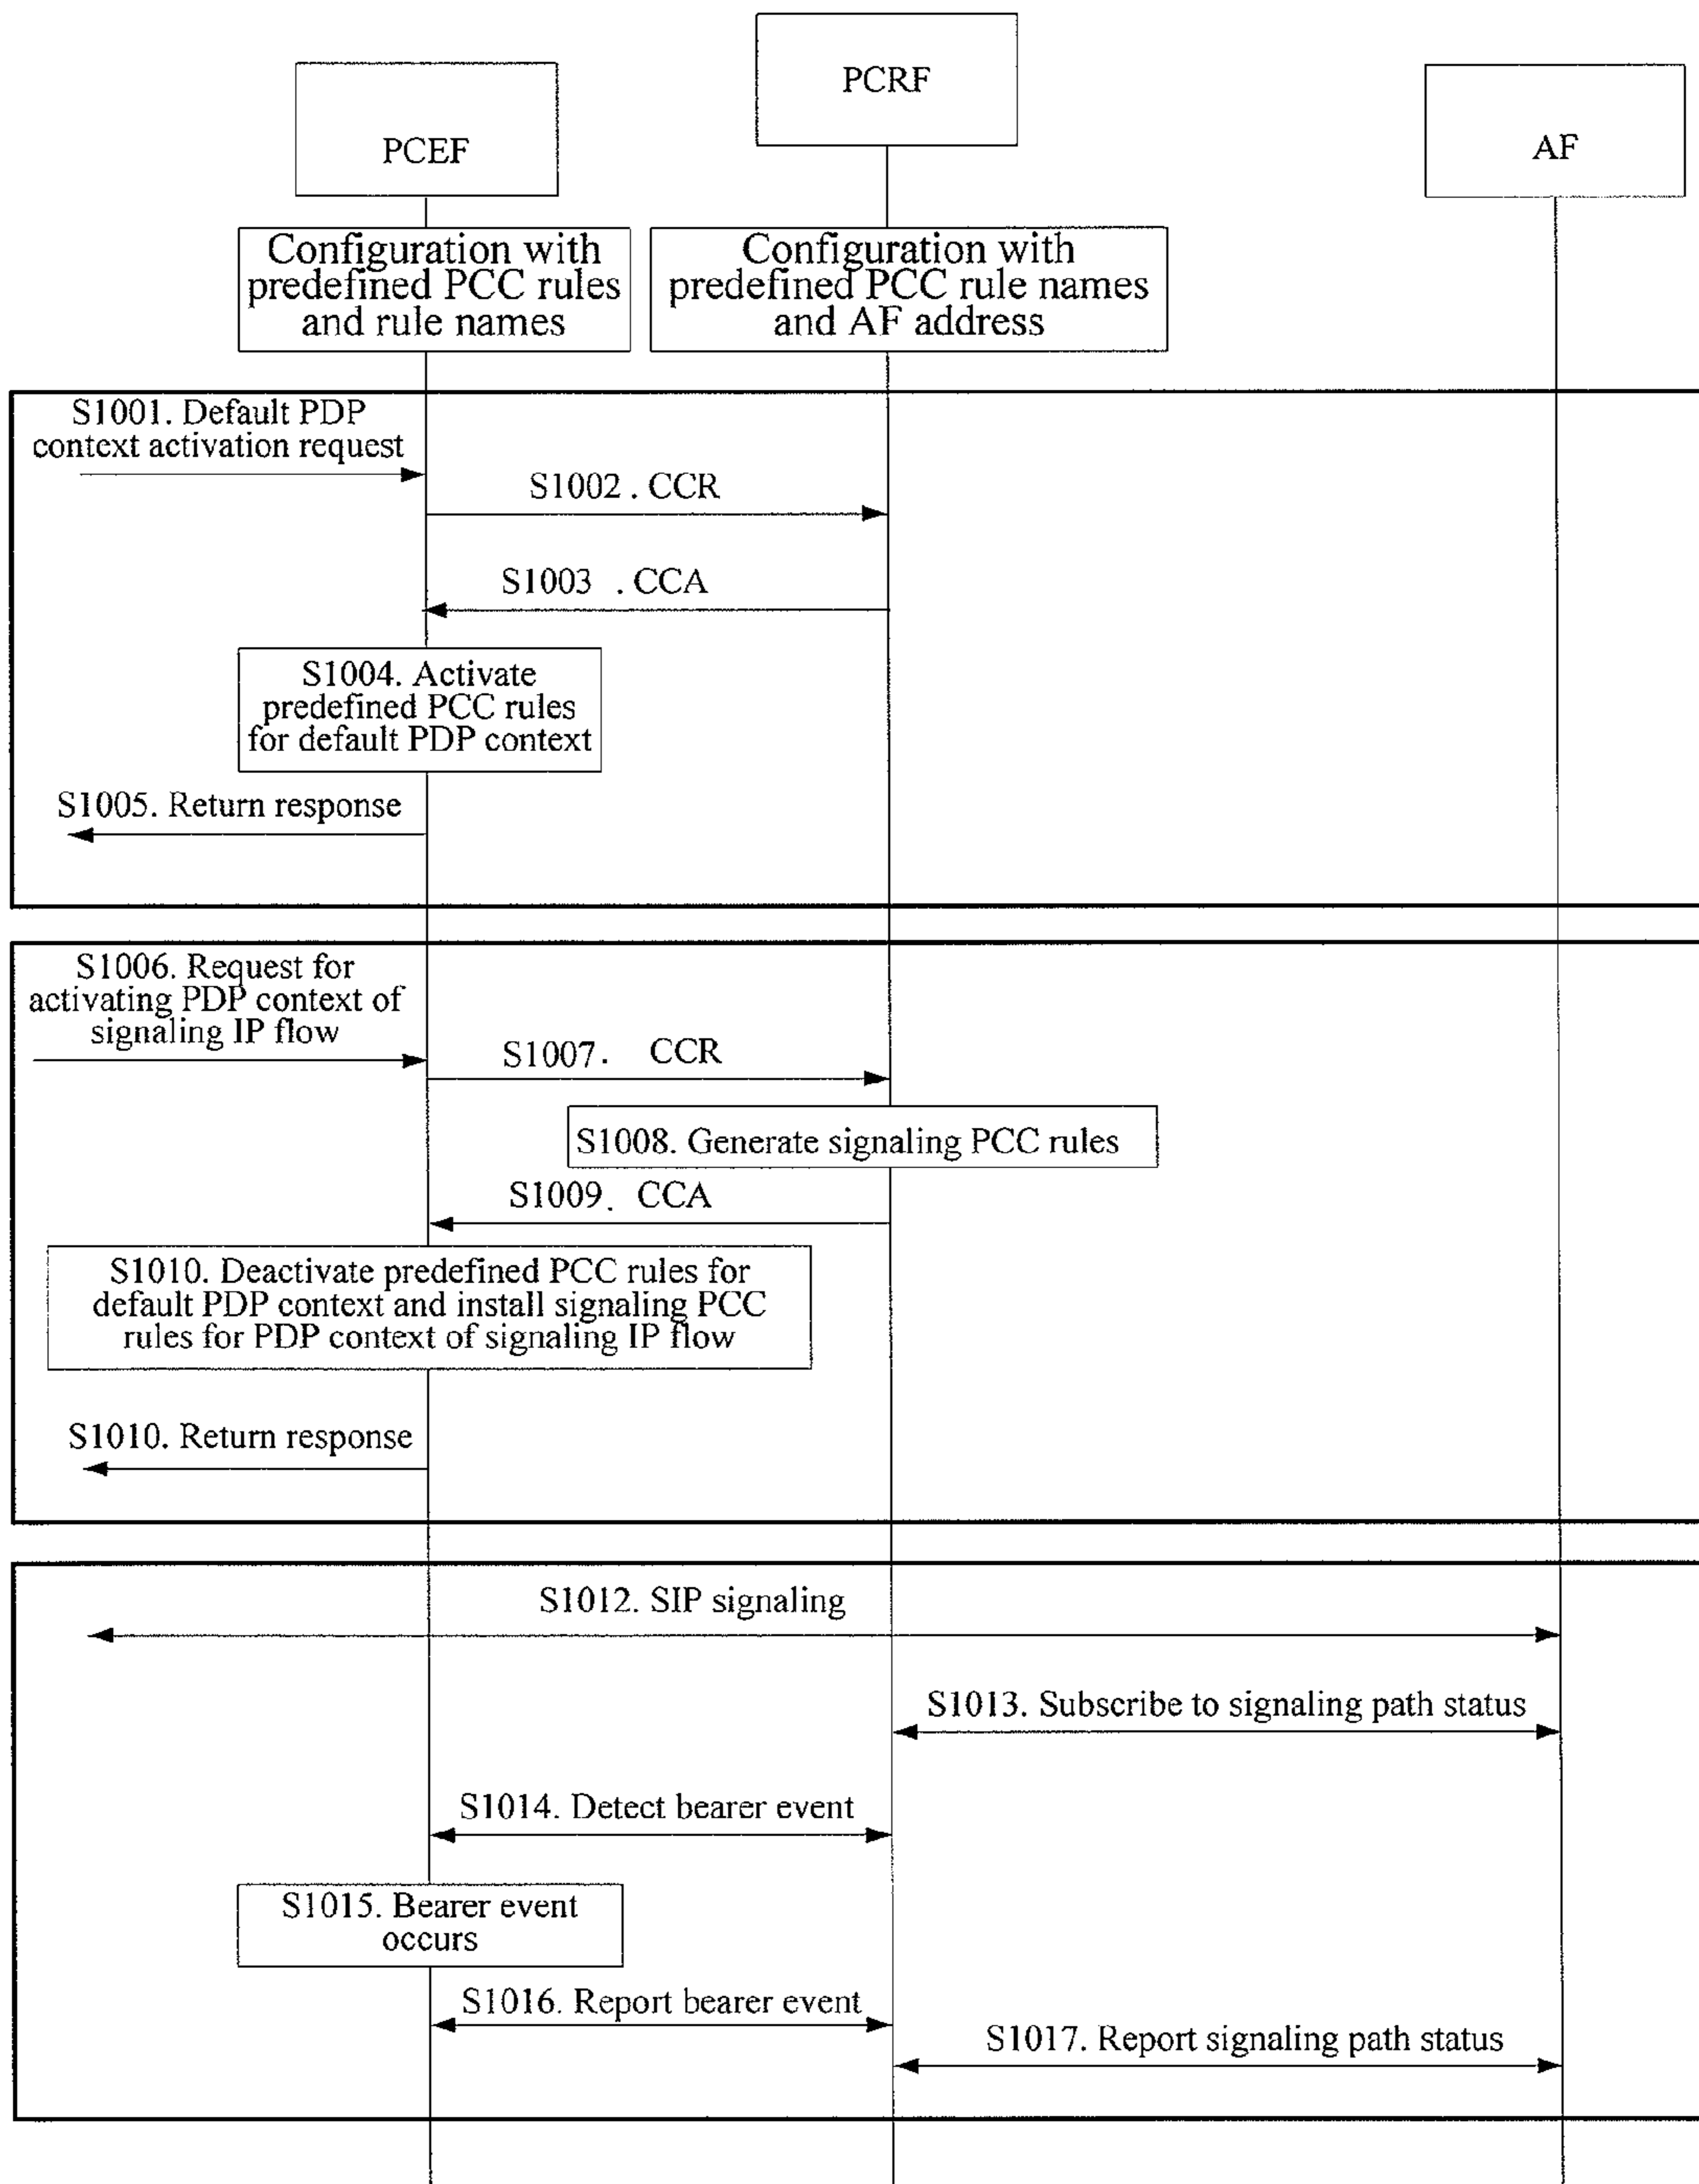 PCRF
PCEF
AF
Configuration with
predefined PCC rules
and rule names
Configuration with
predefined PCC rule names
and AF address
S1001. Default PDP
context activation request
S1002 . CCR
S1003 . CCA
S1004. Activate
predefined PCC rules
for default PDP context
S1005. Return response
S1006. Request for
activating PDP context of
signaling IP flow
S1007. CCR
S1008. Generate signaling PCC rules
S1009. CCA
S1010. Deactivate predefined PCC rules for
default PDP context and install signaling PCC
rules for PDP context of signaling IP flow
S1010. Return response
S1012. SIP signaling
S1013. Subscribe to signaling path status
S1014. Detect bearer event
S1015. Bearer event
occurs
S1016. Report bearer event
S1017. Report signaling path status